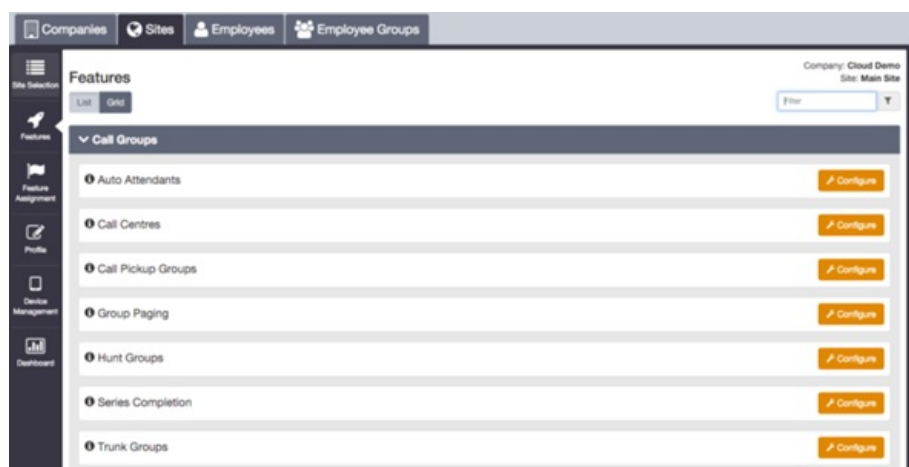 Companies Sites Employees Employee Groups
Site Selection
Features
Feature Assignment
Profile
Device Management
Dashboard
Features
Company: Cloud Demo
Site: Main Site
List Grid
Filter
Call Groups
Auto Attendants Configure
Call Centres Configure
Call Pickup Groups Configure
Group Paging Configure
Hunt Groups Configure
Series Completion Configure
Trunk Groups Configure